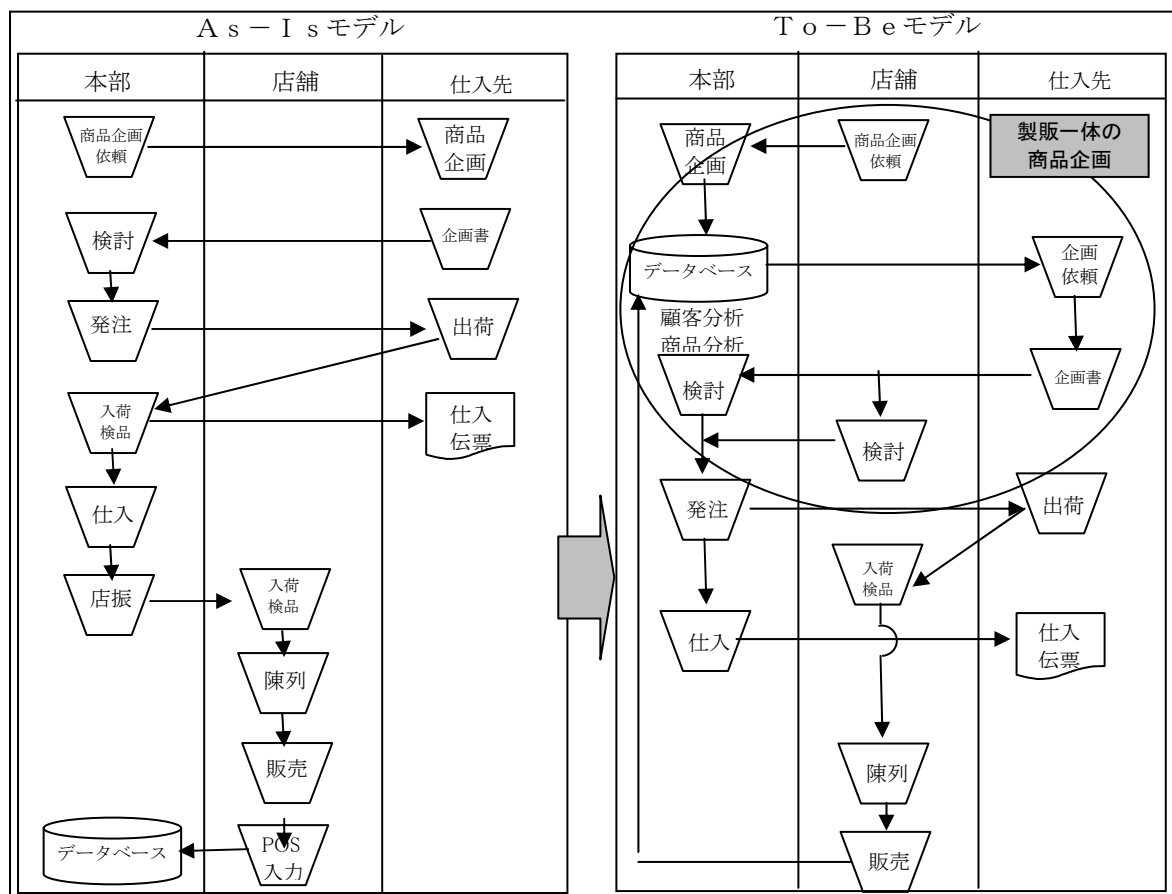 Ａｓ－Ｉｓモデル
本部
店舗
仕入先
商品企画
依頼
商品
企画
検討
企画書
発注
出荷
入荷
検品
仕入
伝票
仕入
店振
入荷
検品
陳列
販売
データベース
POS
入力
Ｔｏ－Ｂｅモデル
本部
店舗
仕入先
商品
企画
商品企画
依頼
製販一体の
商品企画
データベース
企画
依頼
顧客分析
商品分析
検討
企画書
検討
発注
出荷
入荷
検品
仕入
仕入
伝票
陳列
販売